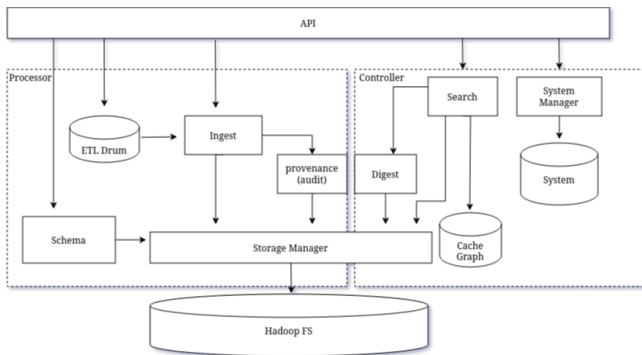 API
Processor
Controller
Search
System
Manager
ETL Drum
Ingest
provenance
(audit)
Digest
System
Schema
Storage Manager
Cache
Graph
Hadoop FS